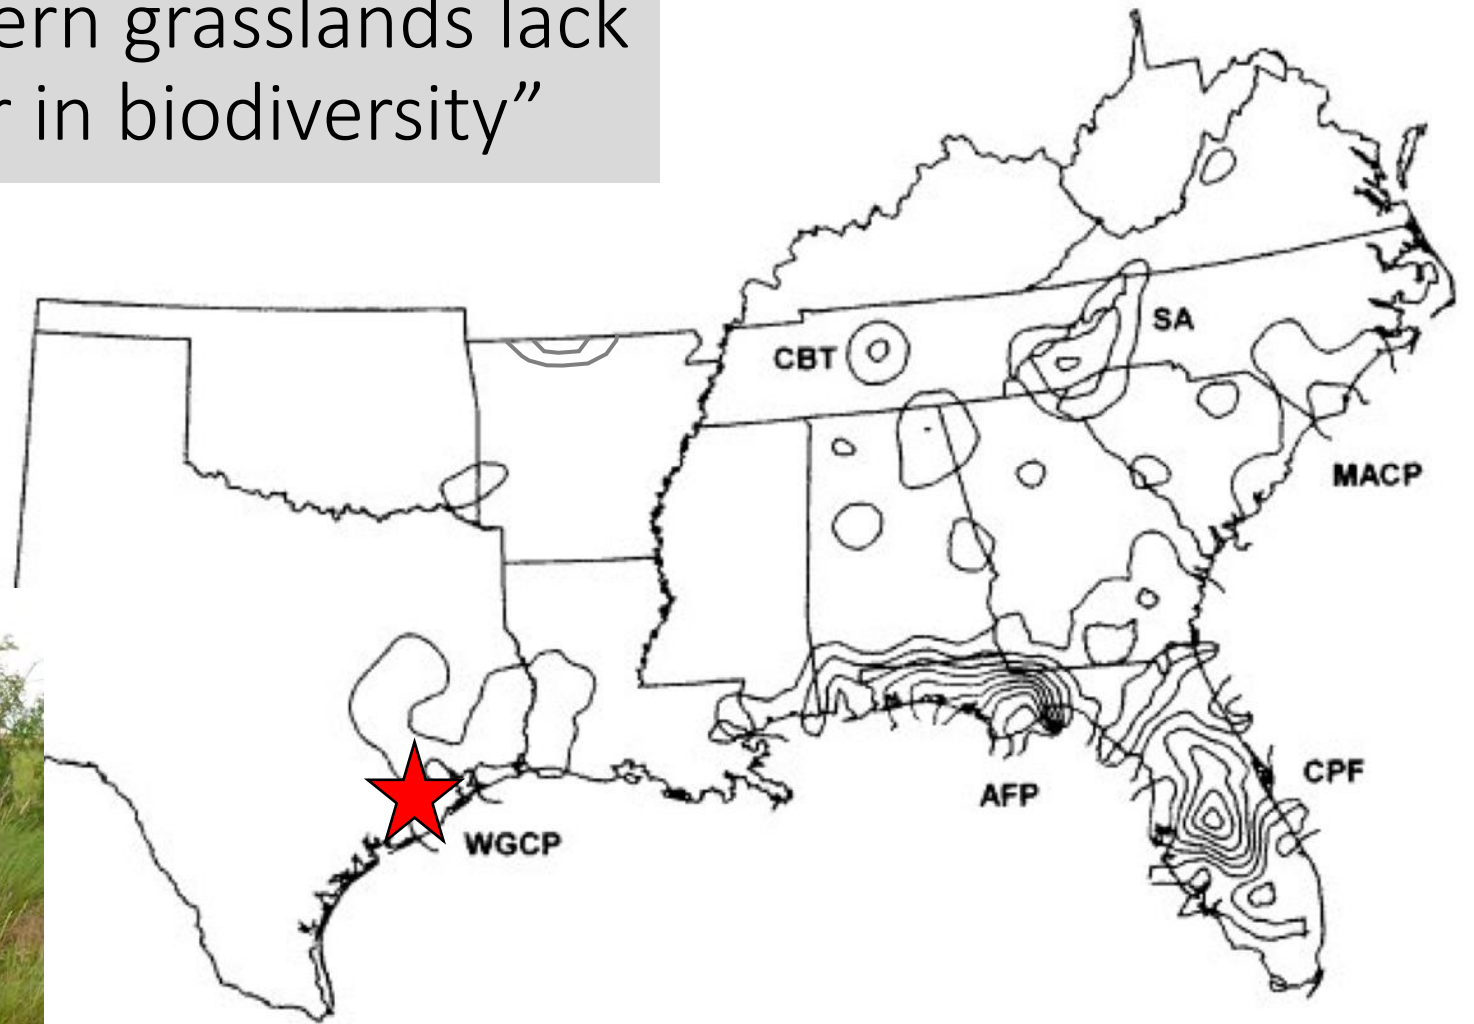 ern grasslands lack
r in biodiversity”
SA
CBT
MACP
CPF
AFP
WGCP